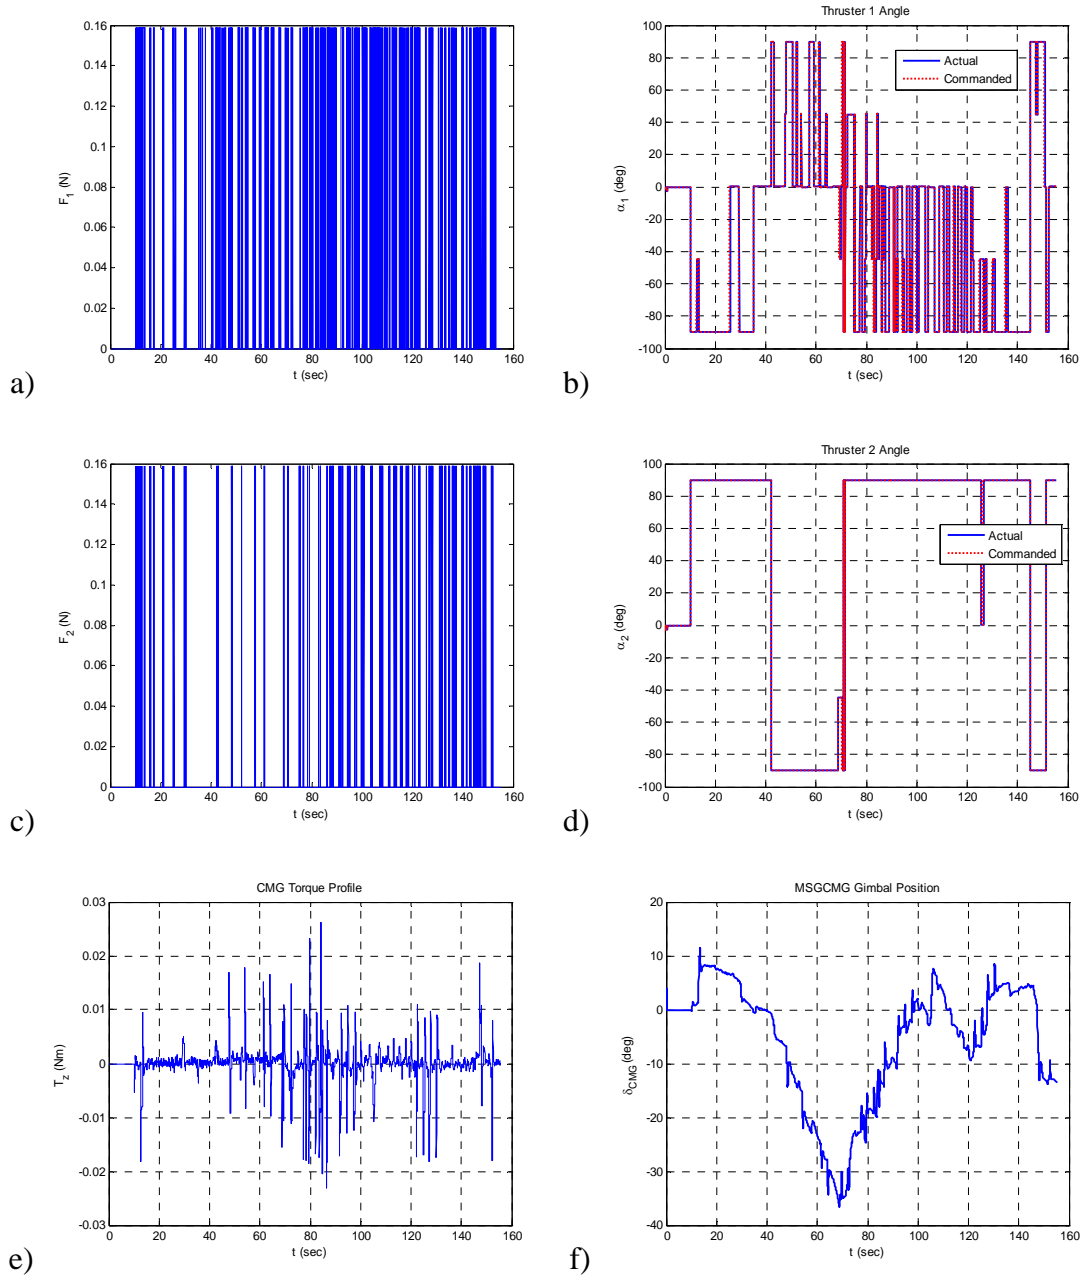 0.16
0.14
0.12
0.1
0.08
0.06
0.04
0.02
0
F1 (N)
0 20 40 60 80 100 120 140 160
t (sec)
a)
Thruster 1 Angle
100
80
60
40
20
0
-20
-40
-60
-80
-100
α1 (deg)
Actual
Commanded
0 20 40 60 80 100 120 140 160
t (sec)
b)
0.16
0.14
0.12
0.1
0.08
0.06
0.04
0.02
0
F2 (N)
0 20 40 60 80 100 120 140 160
t (sec)
c)
Thruster 2 Angle
100
80
60
40
20
0
-20
-40
-60
-80
-100
α2 (deg)
Actual
Commanded
0 20 40 60 80 100 120 140 160
t (sec)
d)
CMG Torque Profile
0.03
0.02
0.01
0
-0.01
-0.02
-0.03
Tz (Nm)
0 20 40 60 80 100 120 140 160
t (sec)
e)
MSGCMG Gimbal Position
20
10
0
-10
-20
-30
-40
δCMG(deg)
0 20 40 60 80 100 120 140 160
t (sec)
f)